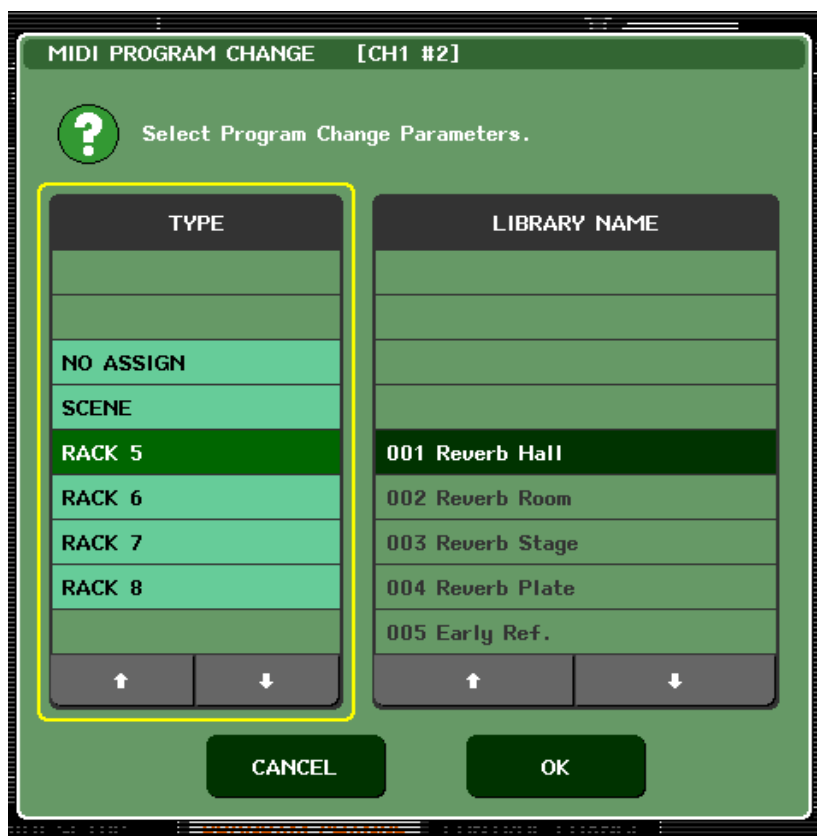 MIDI PROGRAM CHANGE [CH1 #2]
?
Select Program Change Parameters.
TYPE
NO ASSIGN
SCENE
RACK 5
RACK 6
RACK 7
RACK 8
LIBRARY NAME
001 Reverb Hall
002 Reverb Room
003 Reverb Stage
004 Reverb Plate
005 Early Ref.
CANCEL
OK